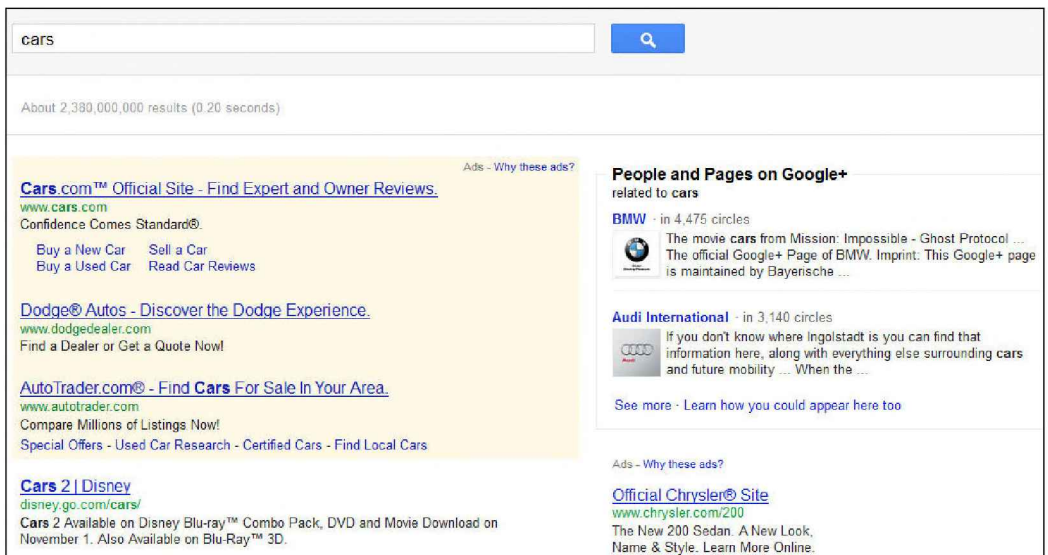 cars
About 2,380,000,000 results (0.20 seconds)
Ads - Why these ads?
Cars.com™ Official Site - Find Expert and Owner Reviews.
www.cars.com
Confidence Comes Standard®.
Buy a New Car Sell a Car
Buy a Used Car Read Car Reviews
Dodge® Autos - Discover the Dodge Experience.
www.dodgedealer.com
Find a Dealer or Get a Quote Now!
AutoTrader.com® - Find Cars For Sale In Your Area.
www.autotrader.com
Compare Millions of Listings Now!
Special Offers - Used Car Research - Certified Cars - Find Local Cars
Cars 2 | Disney
disney.go.com/cars/
Cars 2 Available on Disney Blu-ray™ Combo Pack, DVD and Movie Download on
November 1. Also Available on Blu-Ray™ 3D.
People and Pages on Google+
related to cars
BMW · in 4,475 circles
The movie cars from Mission: Impossible - Ghost Protocol ...
The official Google+ Page of BMW. Imprint: This Google+ page
is maintained by Bayerische ...
Audi International · in 3,140 circles
If you don't know where Ingolstadt is you can find that
information here, along with everything else surrounding cars
and future mobility ... When the ...
See more · Learn how you could appear here too
Ads - Why these ads?
Official Chrysler® Site
www.chrysler.com/200
The New 200 Sedan. A New Look,
Name & Style. Learn More Online.